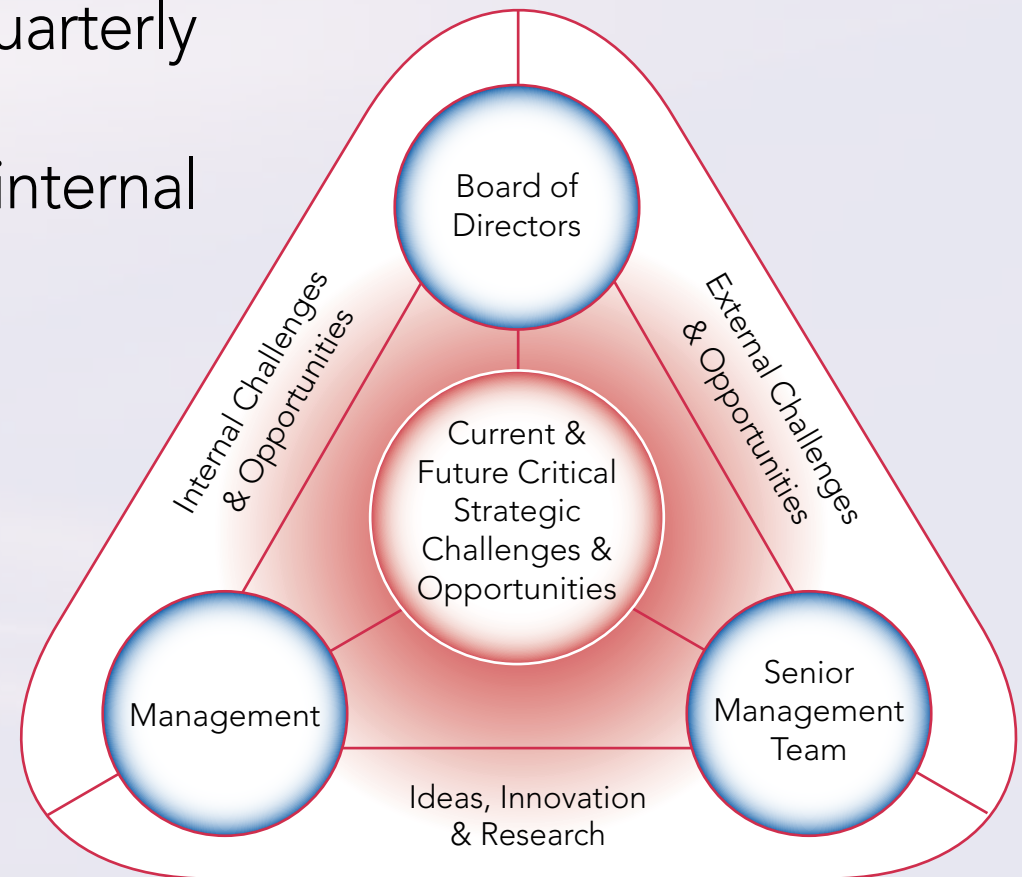 uarterly
internal
Board of
Directors
Internal Challenges
& Opportunities
External Challenges
& Opportunities
Current &
Future Critical
Strategic
Challenges &
Opportunities
Management
Senior
Management
Team
Ideas, Innovation
& Research